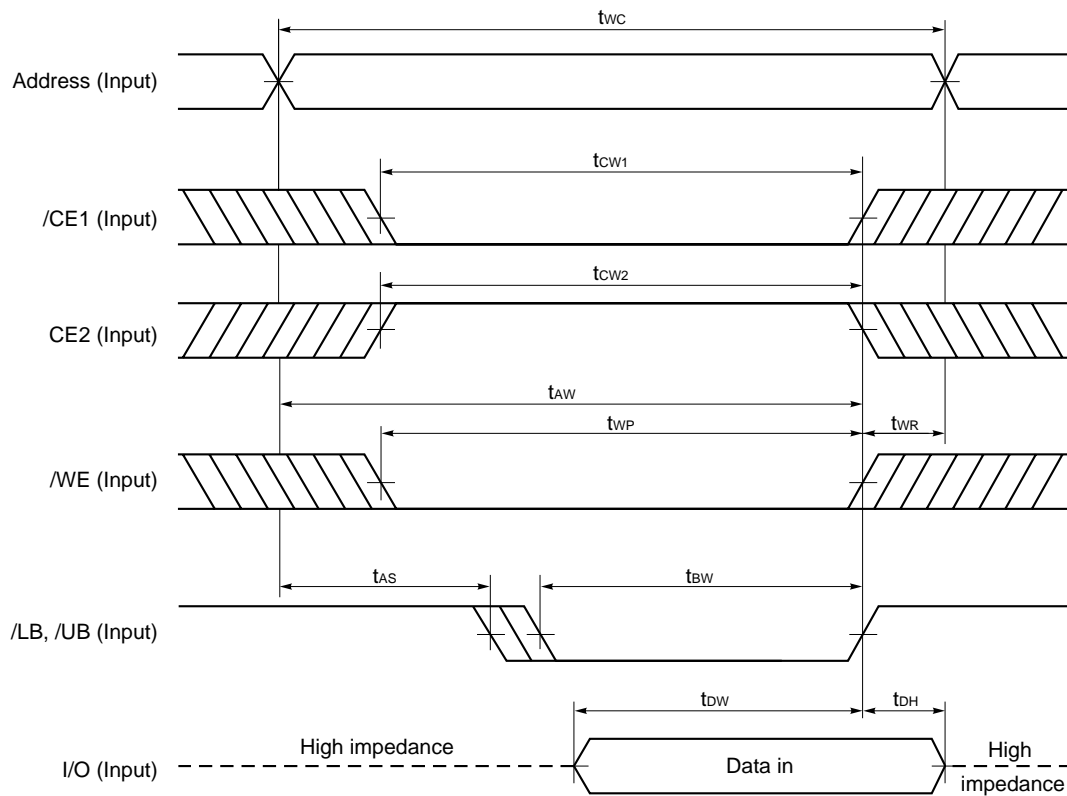 tWC
Address (Input)
tCW1
/CE1 (Input)
tCW2
CE2 (Input)
tAW
tWP
tWR
/WE (Input)
tAS
tBW
/LB, /UB (Input)
tDW
tDH
High impedance
I/O (Input)
Data in
High
impedance